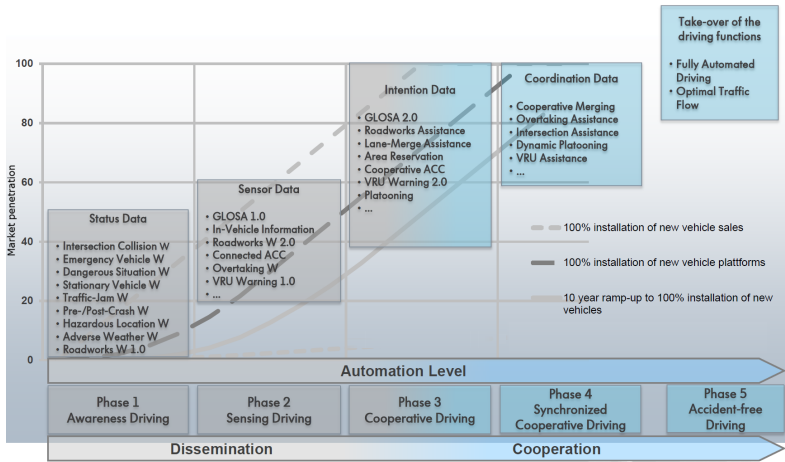 Take-over of the
driving functions
• Fully Automated
Driving
• Optimal Traffic
Flow
100
80
60
40
20
0
Market penetration
Status Data
• Intersection Collision W
• Emergency Vehicle W
• Dangerous Situation W
• Stationary Vehicle W
• Traffic-Jam W
• Pre-/Post-Crash W
• Hazardous Location W
• Adverse Weather W
• Roadworks W 1.0
Sensor Data
• GLOSA 1.0
• In-Vehicle Information
• Roadworks W 2.0
• Connected ACC
• Overtaking W
• VRU Warning 1.0
• ...
Intention Data
• GLOSA 2.0
• Roadworks Assistance
• Lane-Merge Assistance
• Area Reservation
• Cooperative ACC
• VRU Warning 2.0
• Platooning
• ...
Coordination Data
• Cooperative Merging
• Overtaking Assistance
• Intersection Assistance
• Dynamic Platooning
• VRU Assistance
• ...
100% installation of new vehicle sales
100% installation of new vehicle plattforms
10 year ramp-up to 100% installation of new
vehicles
Automation Level
Phase 1
Awareness Driving
Phase 2
Sensing Driving
Phase 3
Cooperative Driving
Phase 4
Synchronized
Cooperative Driving
Phase 5
Accident-free
Driving
Dissemination
Cooperation